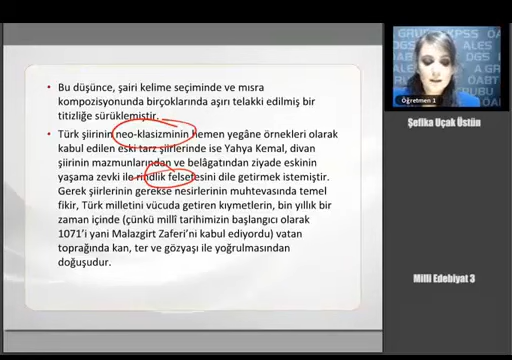 • Bu düşünce, şairi kelime seçiminde ve mısra
kompozisyonunda birçoklarında aşırı telakki edilmiş bir
titizliğe sürüklemiştir.
• Türk şiirinin neo-klasizminin hemen yegâne örnekleri olarak
kabul edilen eski tarz şiirlerinde ise Yahya Kemal, divan
şiirinin mazmunlarından ve belâgatından ziyade eskinin
yaşama zevki ile rindlik felsefesini dile getirmek istemiştir.
Gerek şiirlerinin gerekse nesirlerinin muhtevasında temel
fikir, Türk milletini vücuda getiren kıymetlerin, bin yıllık bir
zaman içinde (çünkü millî tarihimizin başlangıcı olarak
1071'i yani Malazgirt Zaferi'ni kabul ediyordu) vatan
toprağında kan, ter ve gözyaşı ile yoğrulmasından
doğuşudur.
Öğretmen 1
Şefika Uçak Üstün
Milli Edebiyat 3